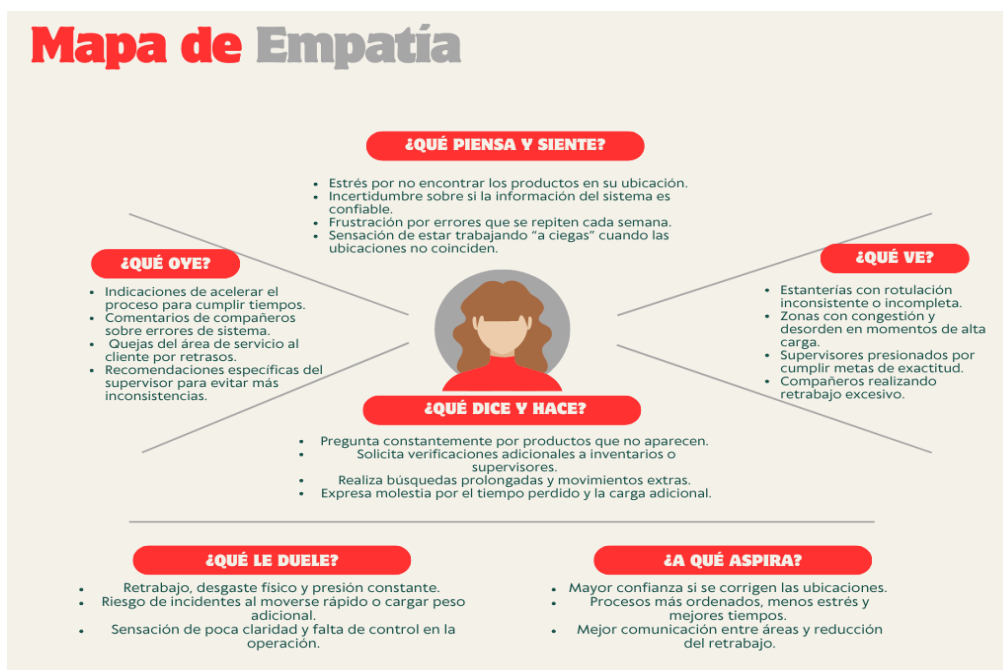 Mapa de Empatía
¿QUÉ PIENSA Y SIENTE?
• Estrés por no encontrar los productos en su ubicación.
• Incertidumbre sobre si la información del sistema es
confiable.
• Frustración por errores que se repiten cada semana.
• Sensación de estar trabajando “a ciegas” cuando las
ubicaciones no coinciden.
¿QUÉ OYE?
• Indicaciones de acelerar el
proceso para cumplir tiempos.
• Comentarios de compañeros
sobre errores de sistema.
• Quejas del área de servicio al
cliente por retrasos.
• Recomendaciones específicas del
supervisor para evitar más
inconsistencias.
¿QUÉ VE?
• Estanterías con rotulación
inconsistente o incompleta.
• Zonas con congestión y
desorden en momentos de alta
carga.
• Supervisores presionados por
cumplir metas de exactitud.
• Compañeros realizando
retrabajo excesivo.
¿QUÉ DICE Y HACE?
• Pregunta constantemente por productos que no aparecen.
• Solicita verificaciones adicionales a inventarios o
supervisores.
• Realiza búsquedas prolongadas y movimientos extras.
• Expresa molestia por el tiempo perdido y la carga adicional.
¿QUÉ LE DUELE?
• Retrabajo, desgaste físico y presión constante.
• Riesgo de incidentes al moverse rápido o cargar peso
adicional.
• Sensación de poca claridad y falta de control en la
operación.
¿A QUÉ ASPIRA?
• Mayor confianza si se corrigen las ubicaciones.
• Procesos más ordenados, menos estrés y
mejores tiempos.
• Mejor comunicación entre áreas y reducción
del retrabajo.